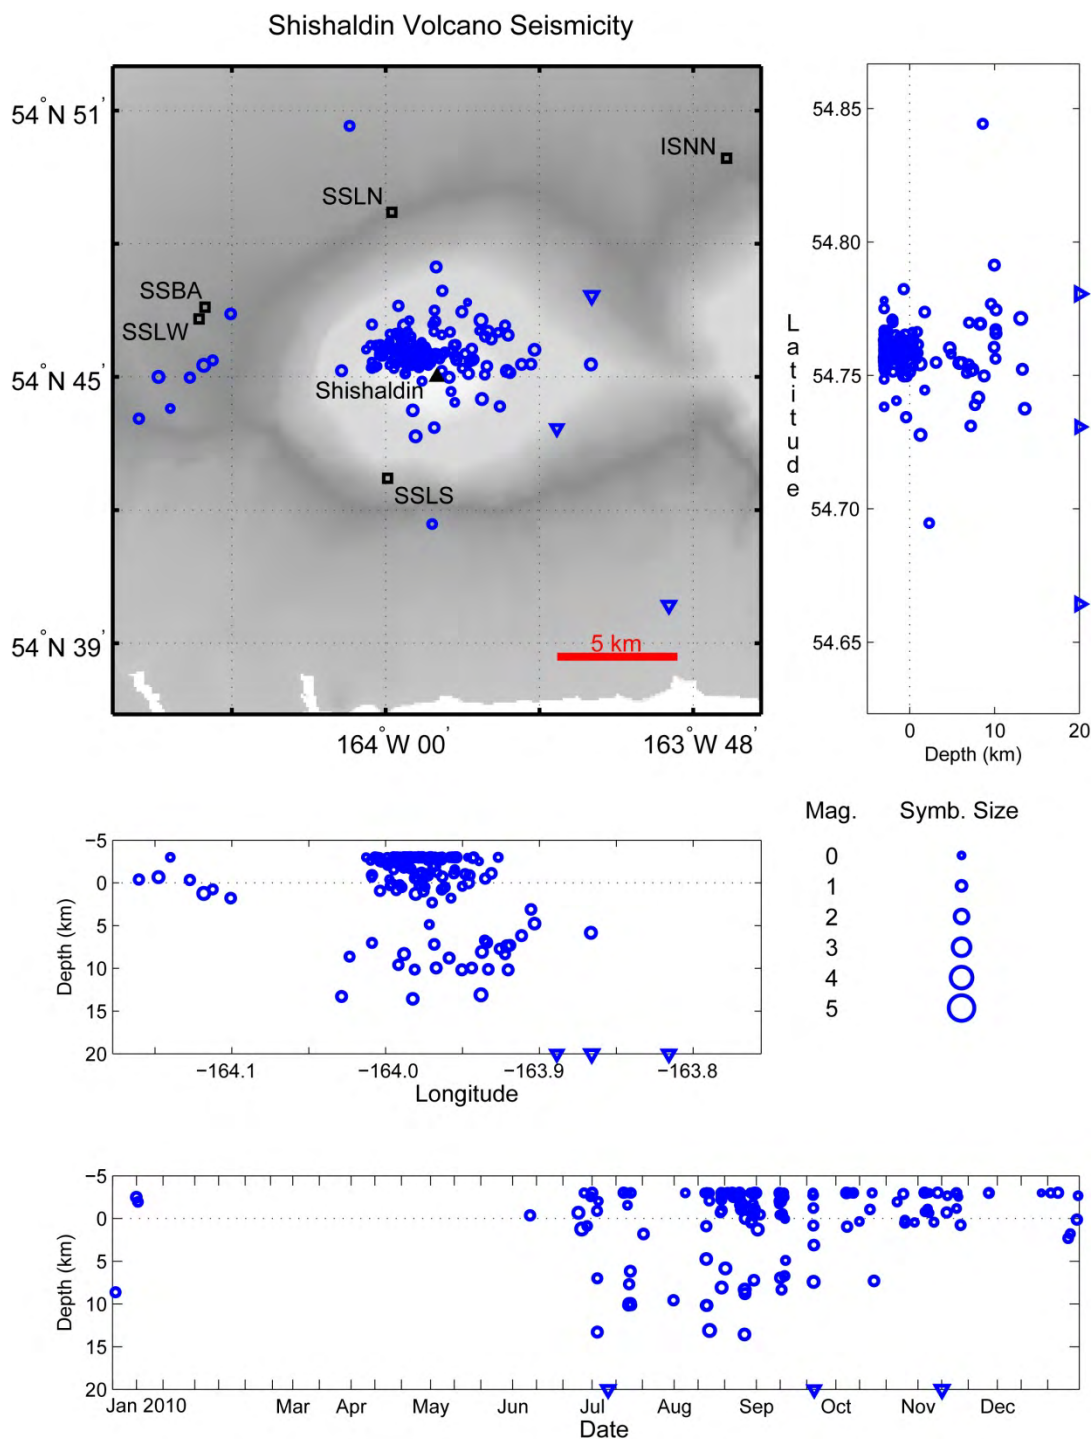 Shishaldin Volcano Seismicity
54°N 51'
ISNN
SSLN
SSBA
SSLW
54°N 45'
Shishaldin
SSLS
54°N 39'
5 km
164°W 00'
163°W 48'
Latitude
54.85
54.80
54.75
54.70
54.65
0
10
20
Depth (km)
Mag. Symb. Size
0
1
2
3
4
5
Depth (km)
−5
0
5
10
15
20
−164.1
−164.0
−163.9
−163.8
Longitude
Depth (km)
−5
0
5
10
15
20
Jan 2010 Mar Apr May Jun Jul Aug Sep Oct Nov Dec
Date